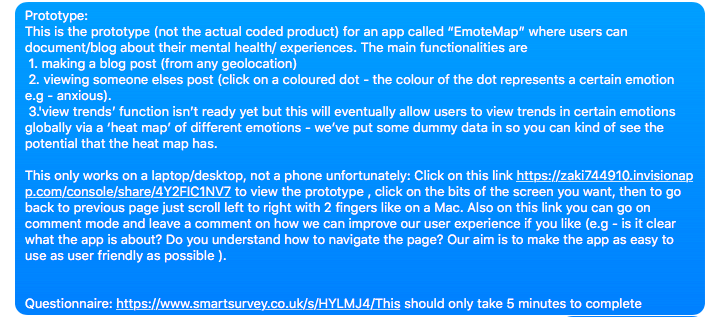 Prototype:
This is the prototype (not the actual coded product) for an app called “EmoteMap” where users can
document/blog about their mental health/ experiences. The main functionalities are
1. making a blog post (from any geolocation)
2. viewing someone elses post (click on a coloured dot - the colour of the dot represents a certain emotion
e.g - anxious).
3.'view trends’ function isn’t ready yet but this will eventually allow users to view trends in certain emotions
globally via a ‘heat map’ of different emotions - we’ve put some dummy data in so you can kind of see the
potential that the heat map has.
This only works on a laptop/desktop, not a phone unfortunately: Click on this link https://zaki744910.invisionap
p.com/console/share/4Y2FIC1NV7 to view the prototype , click on the bits of the screen you want, then to go
back to previous page just scroll left to right with 2 fingers like on a Mac. Also on this link you can go on
comment mode and leave a comment on how we can improve our user experience if you like (e.g - is it clear
what the app is about? Do you understand how to navigate the page? Our aim is to make the app as easy to
use as user friendly as possible ).
Questionnaire: https://www.smartsurvey.co.uk/s/HYLMJ4/This should only take 5 minutes to complete